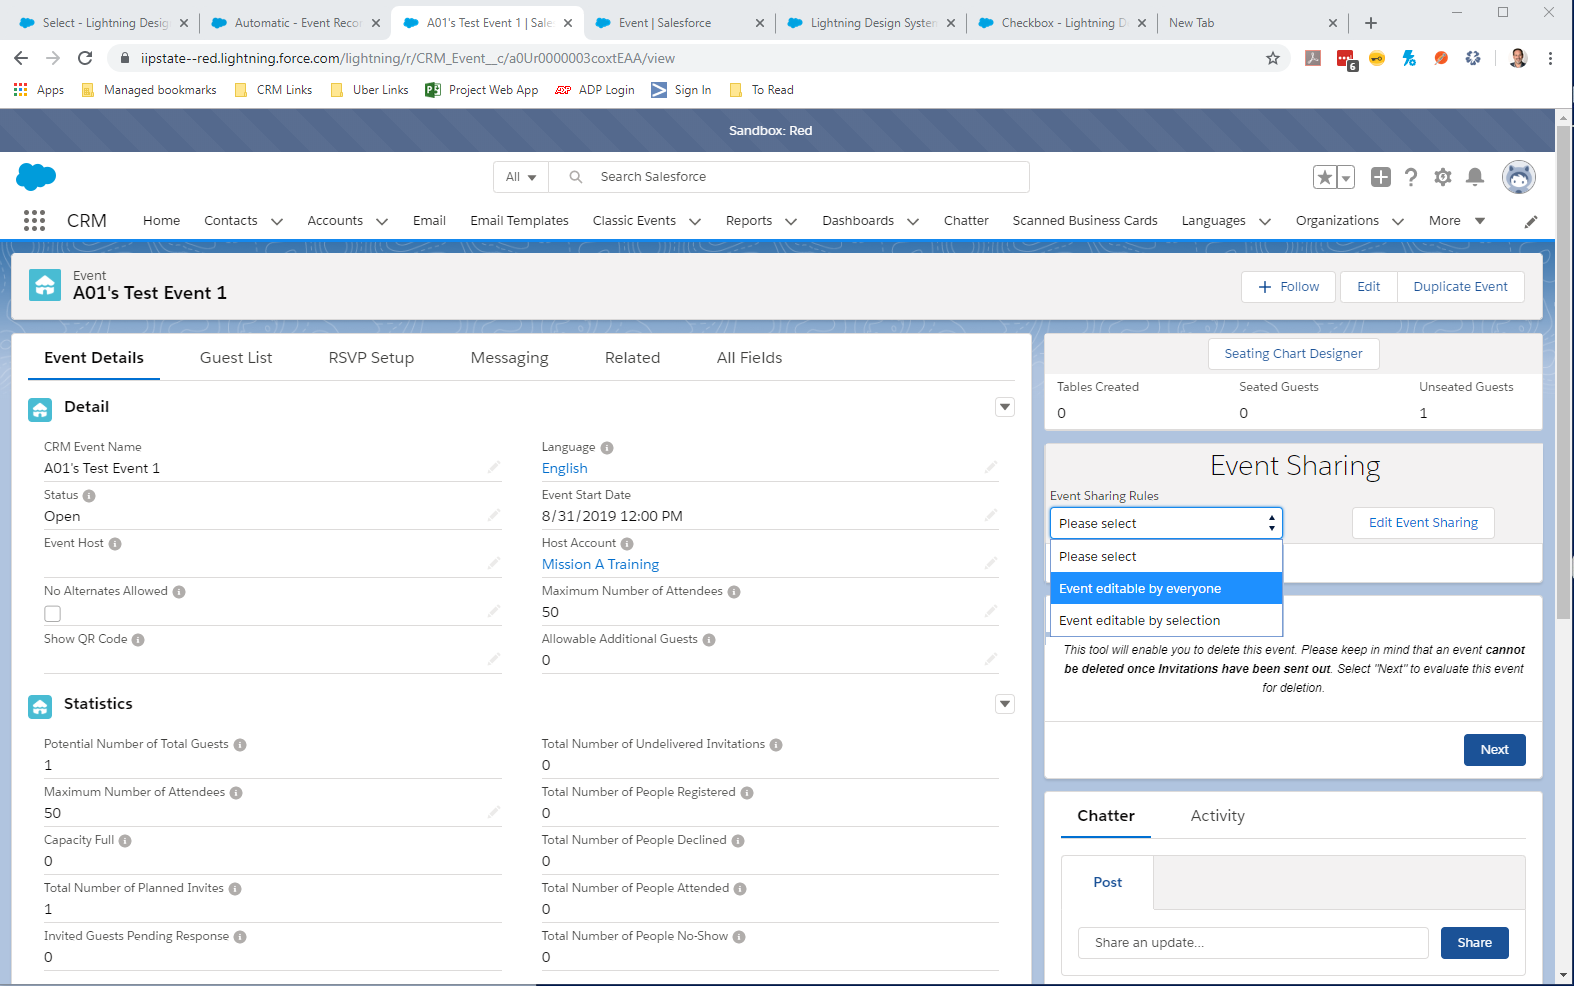 Select - Lightning Desig
Automatic - Event Recor
A01's Test Event 1 | Sale
Event | Salesforce
Lightning Design System
Checkbox - Lightning D
New Tab
iipstate--red.lightning.force.com/lightning/r/CRM_Event__c/a0Ur0000003coxtEAA/view
6
Apps
Managed bookmarks
CRM Links
Uber Links
Project Web App
ADP Login
Sign In
To Read
Sandbox: Red
All
Search Salesforce
CRM
Home
Contacts
Accounts
Email
Email Templates
Classic Events
Reports
Dashboards
Chatter
Scanned Business Cards
Languages
Organizations
More
Event
A01's Test Event 1
Follow
Edit
Duplicate Event
Event Details
Guest List
RSVP Setup
Messaging
Related
All Fields
Detail
CRM Event Name
A01's Test Event 1
Language
English
Status
Open
Event Start Date
8/31/2019 12:00 PM
Event Host
Host Account
Mission A Training
No Alternates Allowed
Maximum Number of Attendees
50
Show QR Code
Allowable Additional Guests
0
Statistics
Potential Number of Total Guests
1
Total Number of Undelivered Invitations
0
Maximum Number of Attendees
50
Total Number of People Registered
0
Capacity Full
0
Total Number of People Declined
0
Total Number of Planned Invites
1
Total Number of People Attended
0
Invited Guests Pending Response
0
Total Number of People No-Show
0
Seating Chart Designer
Tables Created
0
Seated Guests
0
Unseated Guests
1
Event Sharing
Event Sharing Rules
Please select
Edit Event Sharing
Please select
Event editable by everyone
Event editable by selection
This tool will enable you to delete this event. Please keep in mind that an event cannot
be deleted once Invitations have been sent out. Select "Next" to evaluate this event
for deletion.
Next
Chatter
Activity
Post
Share an update...
Share